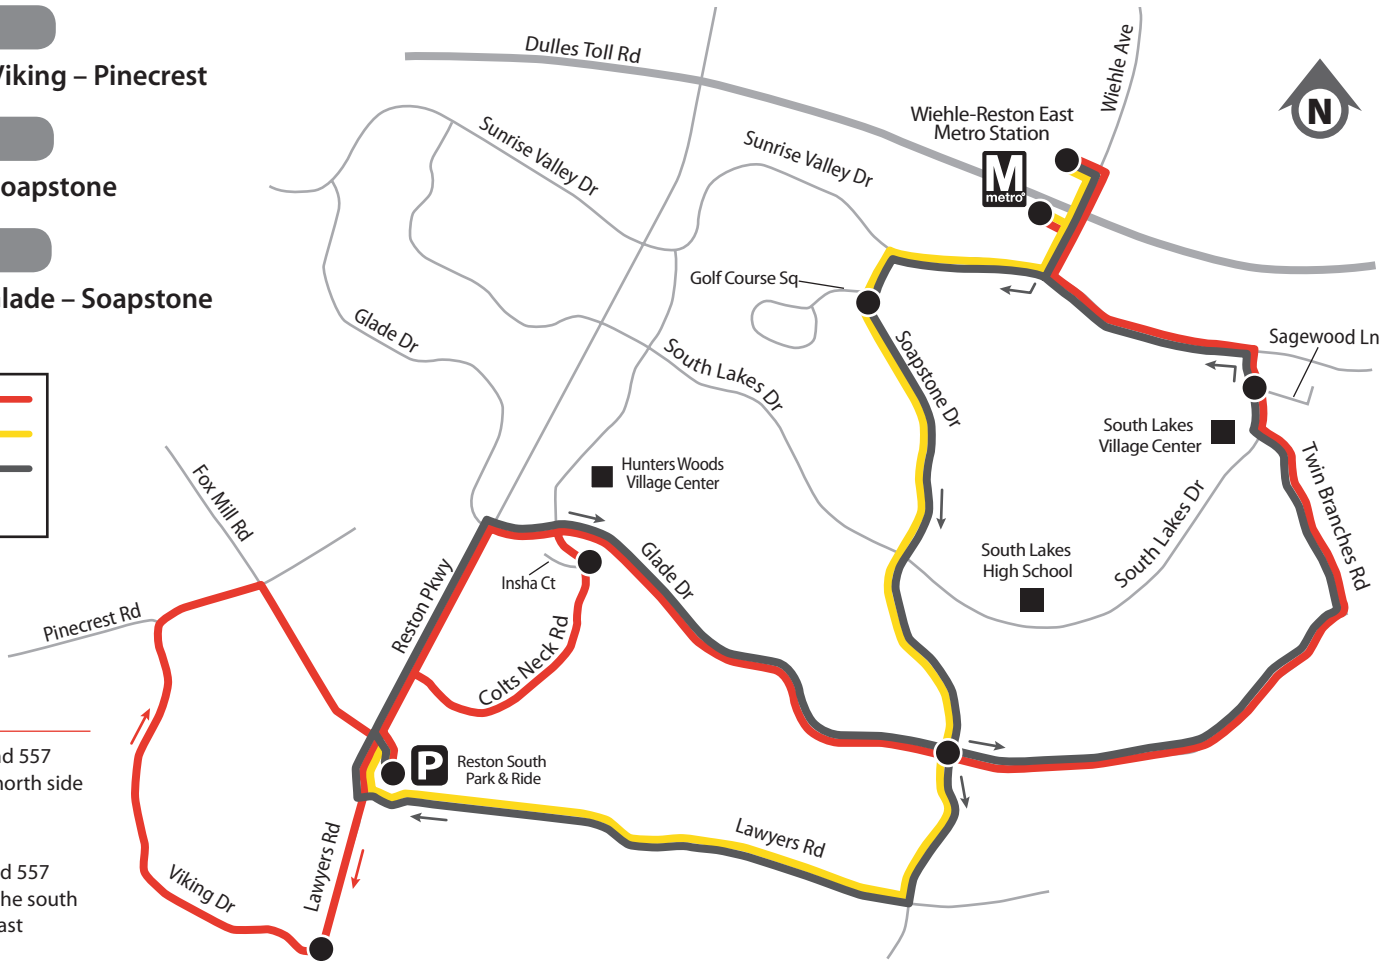 Viking – Pinecrest
oapstone
lade – Soapstone
nd 557
north side
d 557
he south
ast
Dulles Toll Rd
Wiehle Ave
N
Wiehle-Reston East
Metro Station
M
metro
Sunrise Valley Dr
Sunrise Valley Dr
Golf Course Sq
Glade Dr
South Lakes Dr
Soapstone Dr
Sagewood Ln
South Lakes
Village Center
Twin Branches Rd
Hunters Woods
Village Center
Fox Mill Rd
South Lakes Dr
South Lakes
High School
Glade Dr
Insha Ct
Reston Pkwy
Pinecrest Rd
Colts Neck Rd
P
Reston South
Park & Ride
Lawyers Rd
Lawyers Rd
Viking Dr